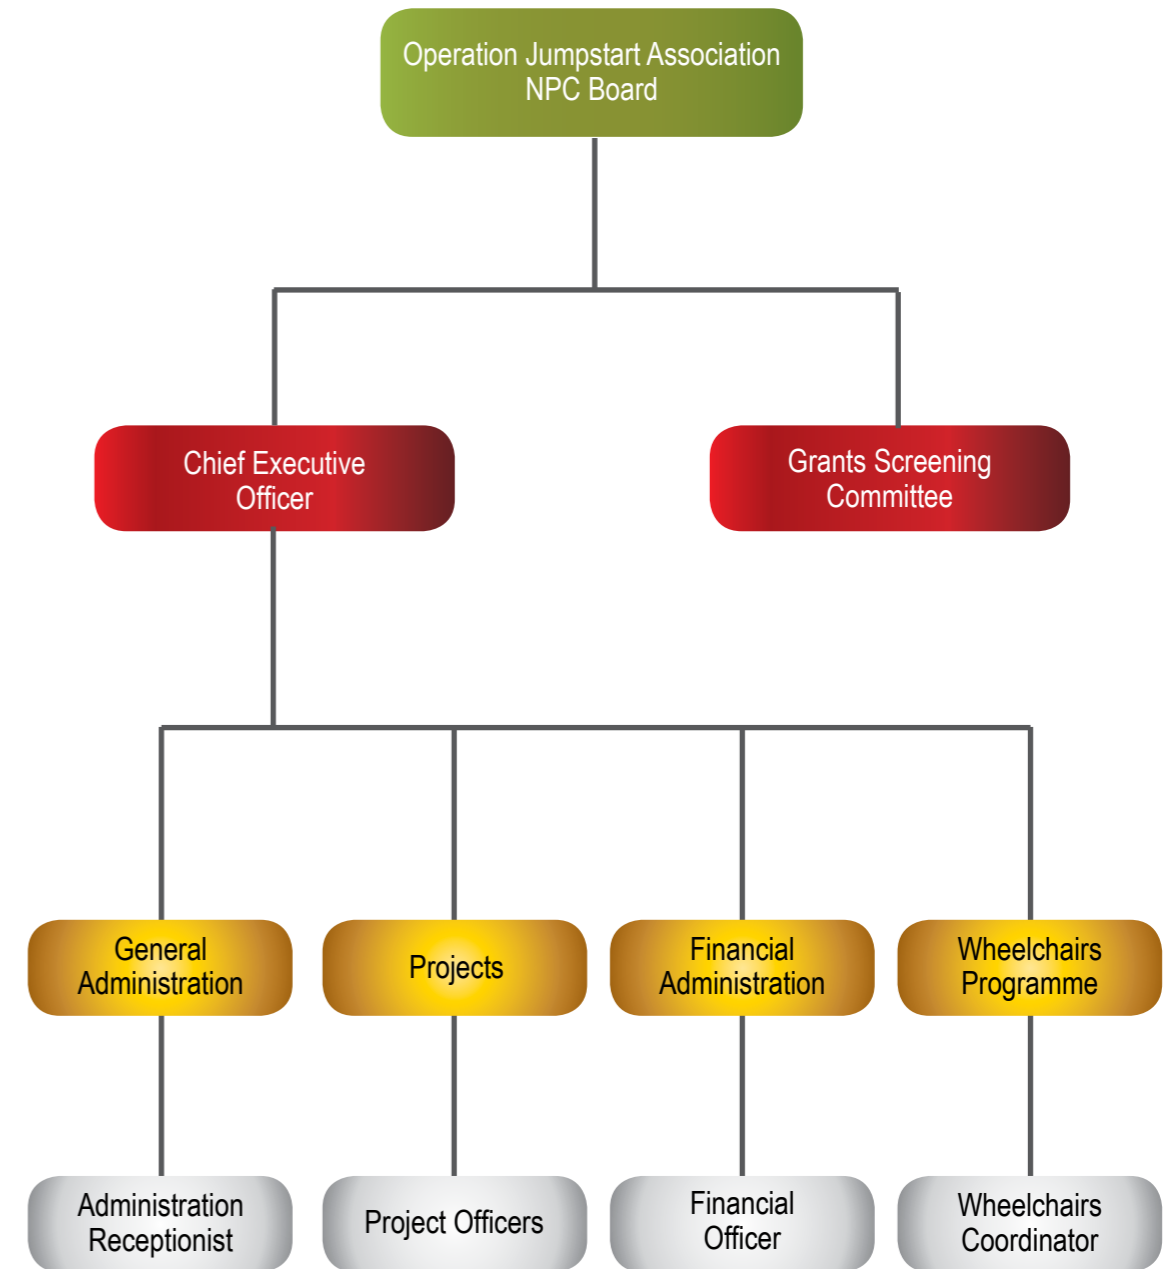 Operation Jumpstart Association
NPC Board
Chief Executive
Officer
Grants Screening
Committee
General
Administration
Projects
Financial
Administration
Wheelchairs
Programme
Administration
Receptionist
Project Officers
Financial
Officer
Wheelchairs
Coordinator